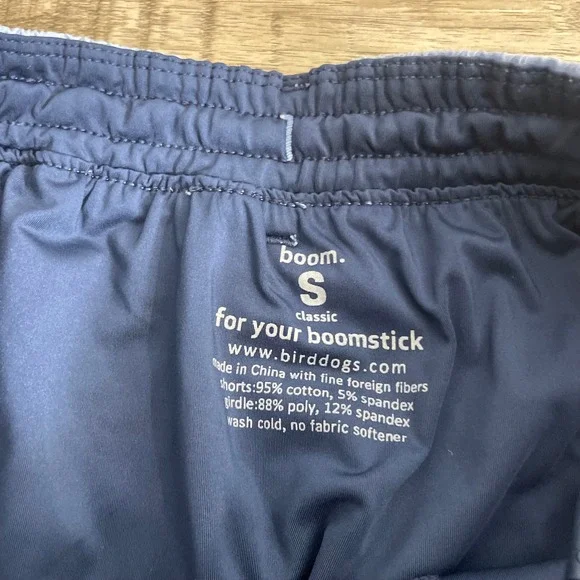 boom.
S
classic
for your boomstick
www.birddogs.com
made in China with fine foreign fibers
shorts:95% cotton, 5% spandex
girdle:88% poly, 12% spandex
wash cold, no fabric softener